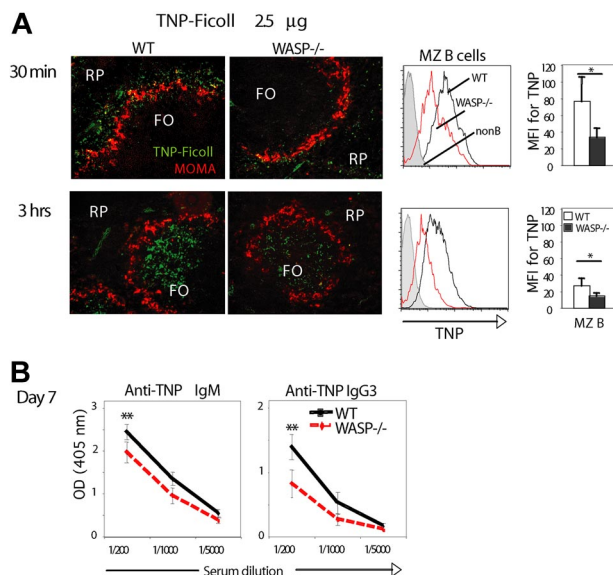 A
TNP-Ficoll 25 µg
WT
WASP-/-
MZ B cells
30 min
RP
FO
TNP-Ficoll
MOMA
FO
RP
WT
WASP-/-
nonB
MFI for TNP
120
100
80
60
40
20
0
*
3 hrs
RP
FO
RP
FO
TNP
MFI for TNP
120
100
80
60
40
20
0
WT
WASP-/-
*
MZ B
B
Day 7
Anti-TNP IgM
OD (405 nm)
3
2
1
0
**
1/200 1/1000 1/5000
Anti-TNP IgG3
2
1
0
**
WT
WASP-/-
1/200 1/1000 1/5000
Serum dilution